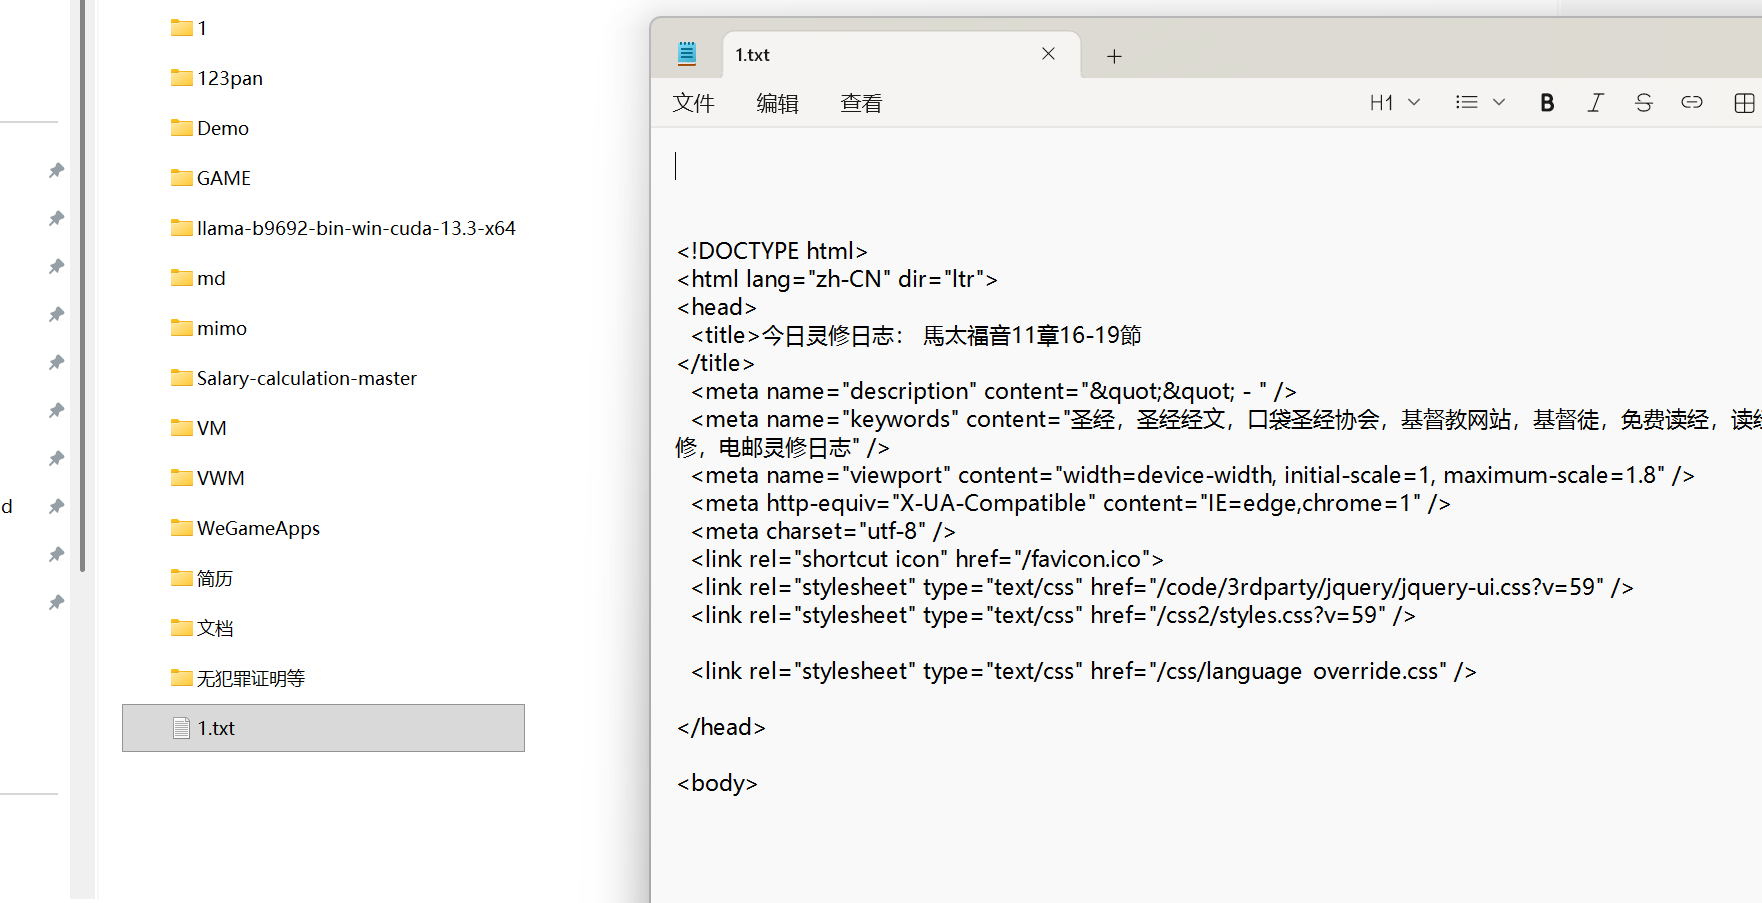 1
123pan
Demo
GAME
llama-b9692-bin-win-cuda-13.3-x64
md
mimo
Salary-calculation-master
VM
VWM
WeGameApps
简历
文档
无犯罪证明等
1.txt
d
1.txt
文件 编辑 查看 H1 B I S
<!DOCTYPE html>
<html lang="zh-CN" dir="ltr">
<head>
<title>今日灵修日志： 馬太福音11章16-19節
</title>
<meta name="description" content="&quot;&quot; - " />
<meta name="keywords" content="圣经，圣经经文，口袋圣经协会，基督教网站，基督徒，免费读经，读经
修，电邮灵修日志" />
<meta name="viewport" content="width=device-width, initial-scale=1, maximum-scale=1.8" />
<meta http-equiv="X-UA-Compatible" content="IE=edge,chrome=1" />
<meta charset="utf-8" />
<link rel="shortcut icon" href="/favicon.ico">
<link rel="stylesheet" type="text/css" href="/code/3rdparty/jquery/jquery-ui.css?v=59" />
<link rel="stylesheet" type="text/css" href="/css2/styles.css?v=59" />
<link rel="stylesheet" type="text/css" href="/css/language override.css" />
</head>
<body>